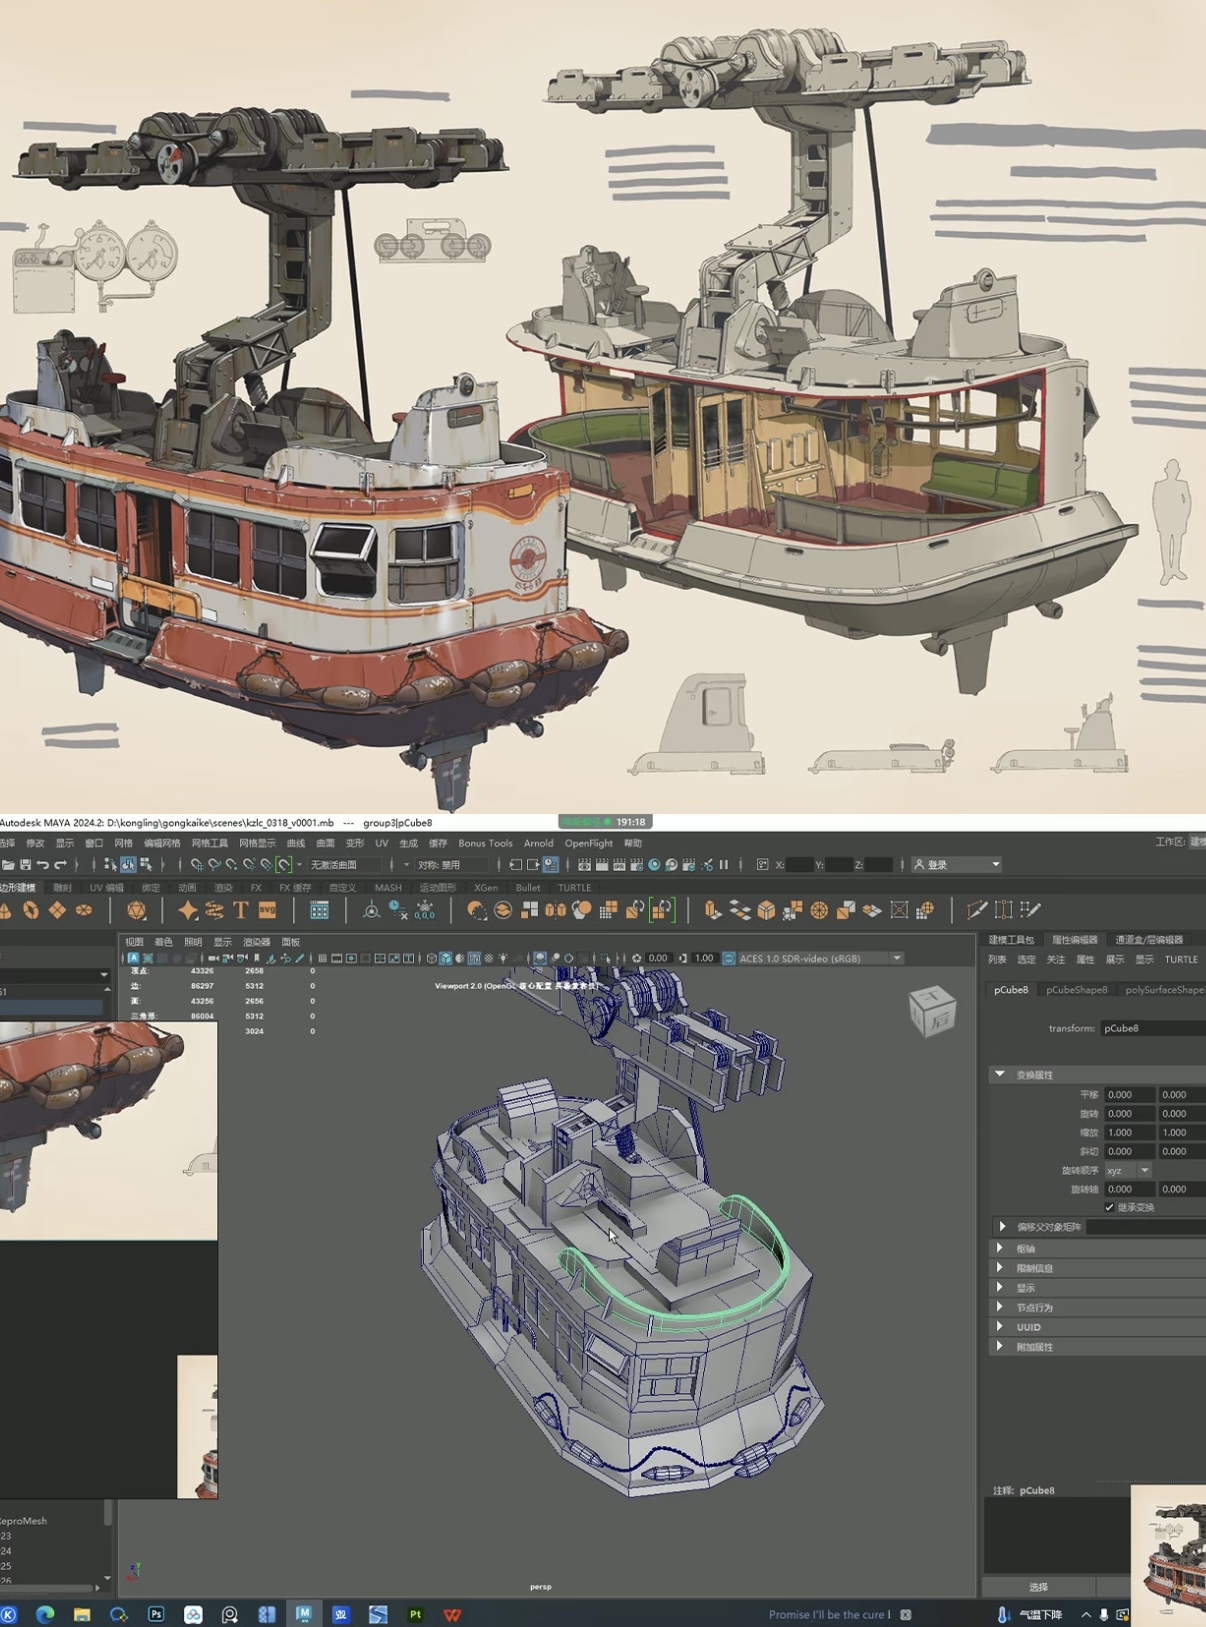 Autodesk MAYA 2024.2: D:\kongling\gongkaike\scenes\kzlc_0318_v0001.mb --- group3|pCube8
191:18
选择 修改 显示 窗口 网格 编辑网格 网格工具 网格显示 曲线 曲面 变形 UV 生成 缓存 Bonus Tools Arnold OpenFlight 帮助
工作区:
无激活曲面
对称: 禁用
X:
Y:
Z:
登录
边形建模 雕刻 UV 编辑 绑定 动画 渲染 FX FX 缓存 自定义 MASH 运动图形 XGen Bullet TURTLE
T
svg
0,0,0
视图 着色 照明 显示 渲染器 面板
0.00
1.00
ACES 1.0 SDR-video (sRGB)
顶点: 43326 2658 0
边: 86297 5312 0
面: 43256 2656 0
三角形: 86004 5312 0
3024 0
Viewport 2.0
后
persp
建模工具包 属性编辑器 通道盒/层编辑器
列表 选定 关注 属性 展示 显示 TURTLE
pCube8 pCubeShape8 polySurfaceShape
transform: pCube8
变换属性
平移 0.000 0.000
旋转 0.000 0.000
缩放 1.000 1.000
斜切 0.000 0.000
旋转顺序 xyz
旋转轴 0.000 0.000
继承变换
偏移父对象矩阵
枢轴
限制信息
显示
节点行为
UUID
附加属性
注释: pCube8
选择
eproMesh
23
24
25
26
Ps
M
Pt
Promise I'll be the cure I
气温下降